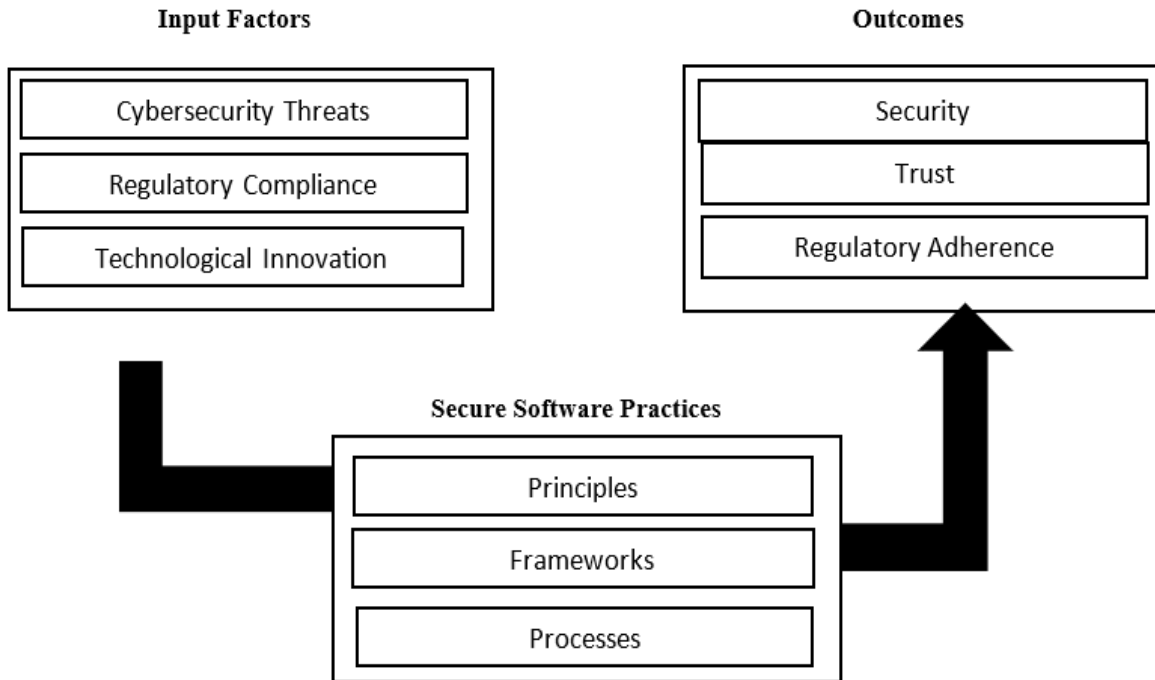 Input Factors
Cybersecurity Threats
Regulatory Compliance
Technological Innovation
Outcomes
Security
Trust
Regulatory Adherence
Secure Software Practices
Principles
Frameworks
Processes